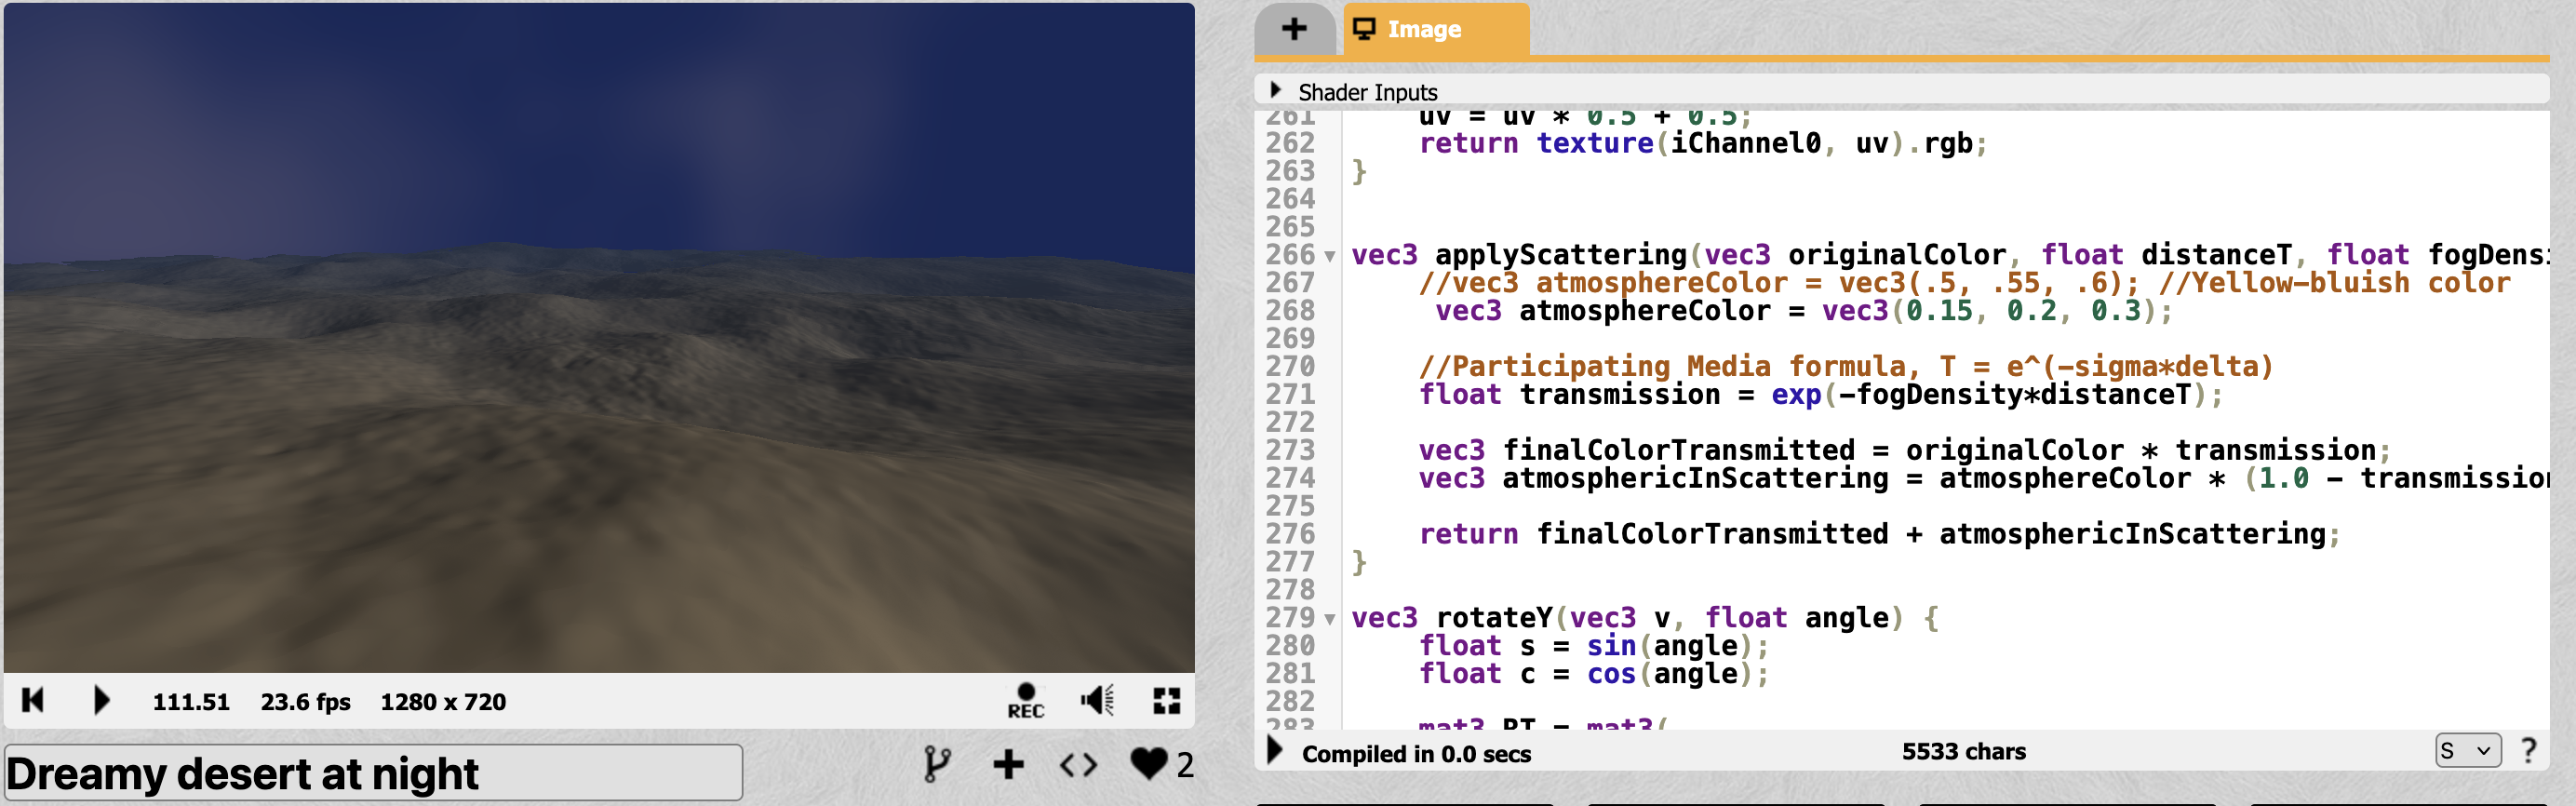 111.51 23.6 fps 1280 x 720
REC
Dreamy desert at night
2
+ Image
Shader Inputs
261 uv = uv * 0.5 + 0.5;
262 return texture(iChannel0, uv).rgb;
263 }
264
265
266 vec3 applyScattering(vec3 originalColor, float distanceT, float fogDensi
267 //vec3 atmosphereColor = vec3(.5, .55, .6); //Yellow-bluish color
268 vec3 atmosphereColor = vec3(0.15, 0.2, 0.3);
269
270 //Participating Media formula, T = e^(-sigma*delta)
271 float transmission = exp(-fogDensity*distanceT);
272
273 vec3 finalColorTransmitted = originalColor * transmission;
274 vec3 atmosphericInScattering = atmosphereColor * (1.0 - transmission
275
276 return finalColorTransmitted + atmosphericInScattering;
277 }
278
279 vec3 rotateY(vec3 v, float angle) {
280 float s = sin(angle);
281 float c = cos(angle);
282
283 mat3 RT = mat3(
Compiled in 0.0 secs 5533 chars S ?